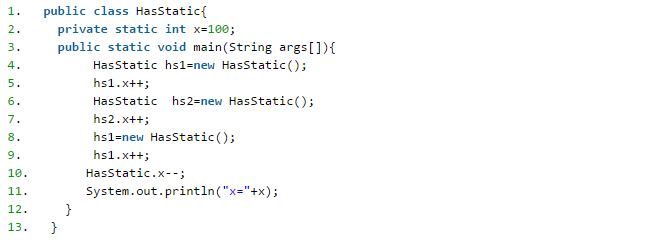 1. public class HasStatic{
2. private static int x=100;
3. public static void main(String args[]){
4. HasStatic hs1=new HasStatic();
5. hs1.x++;
6. HasStatic  hs2=new HasStatic();
7. hs2.x++;
8. hs1=new HasStatic();
9. hs1.x++;
10. HasStatic.x--;
11. System.out.println("x="+x);
12. }
13. }